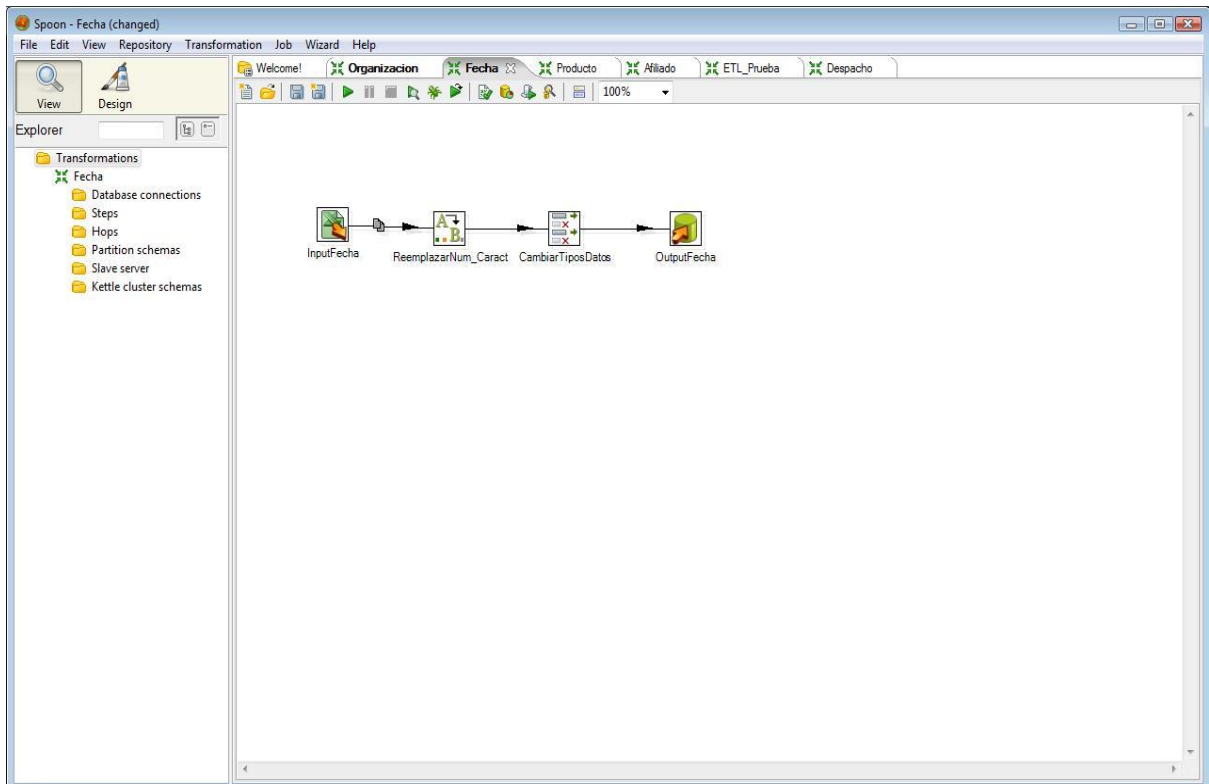 Spoon - Fecha (changed)
File Edit View Repository Transformation Job Wizard Help
View Design
Explorer
Transformations
Fecha
Database connections
Steps
Hops
Partition schemas
Slave server
Kettle cluster schemas
Welcome! Organizacion Fecha Producto Afiliado ETL_Prueba Despacho
100%
InputFecha ReemplazarNum_Caract CambiarTiposDatos OutputFecha